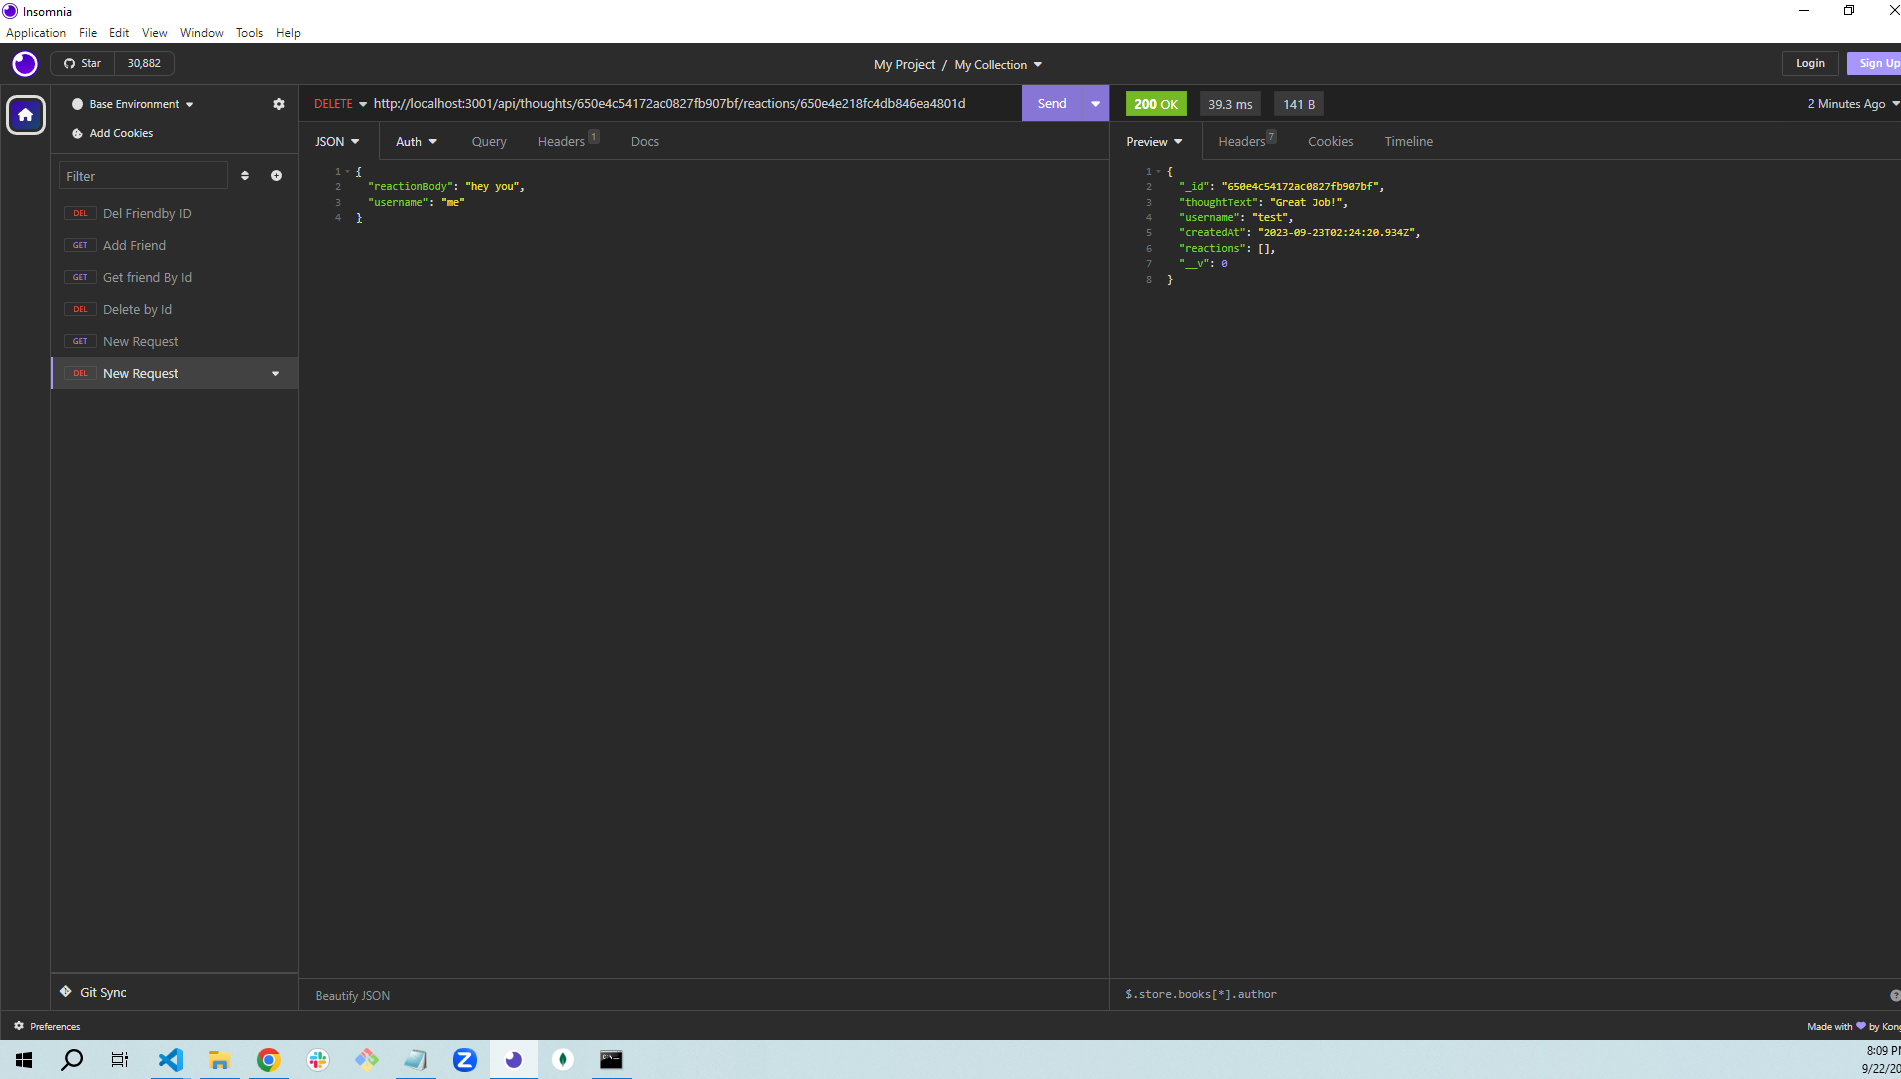 Insomnia
Application File Edit View Window Tools Help
Star 30,882
My Project / My Collection
Login Sign Up
Base Environment
Add Cookies
Filter
DEL Del Friendby ID
GET Add Friend
GET Get friend By Id
DEL Delete by Id
GET New Request
DEL New Request
Git Sync
Preferences
DELETE http://localhost:3001/api/thoughts/650e4c54172ac0827fb907bf/reactions/650e4e218fc4db846ea4801d Send
JSON Auth Query Headers 1 Docs
1 {
2 "reactionBody": "hey you",
3 "username": "me"
4 }
Beautify JSON
200 OK 39.3 ms 141 B 2 Minutes Ago
Preview Headers 7 Cookies Timeline
1 {
2 "_id": "650e4c54172ac0827fb907bf",
3 "thoughtText": "Great Job!",
4 "username": "test",
5 "createdAt": "2023-09-23T02:24:20.934Z",
6 "reactions": [],
7 "__v": 0
8 }
$.store.books[*].author
Made with by Kong
8:09 P
9/22/20